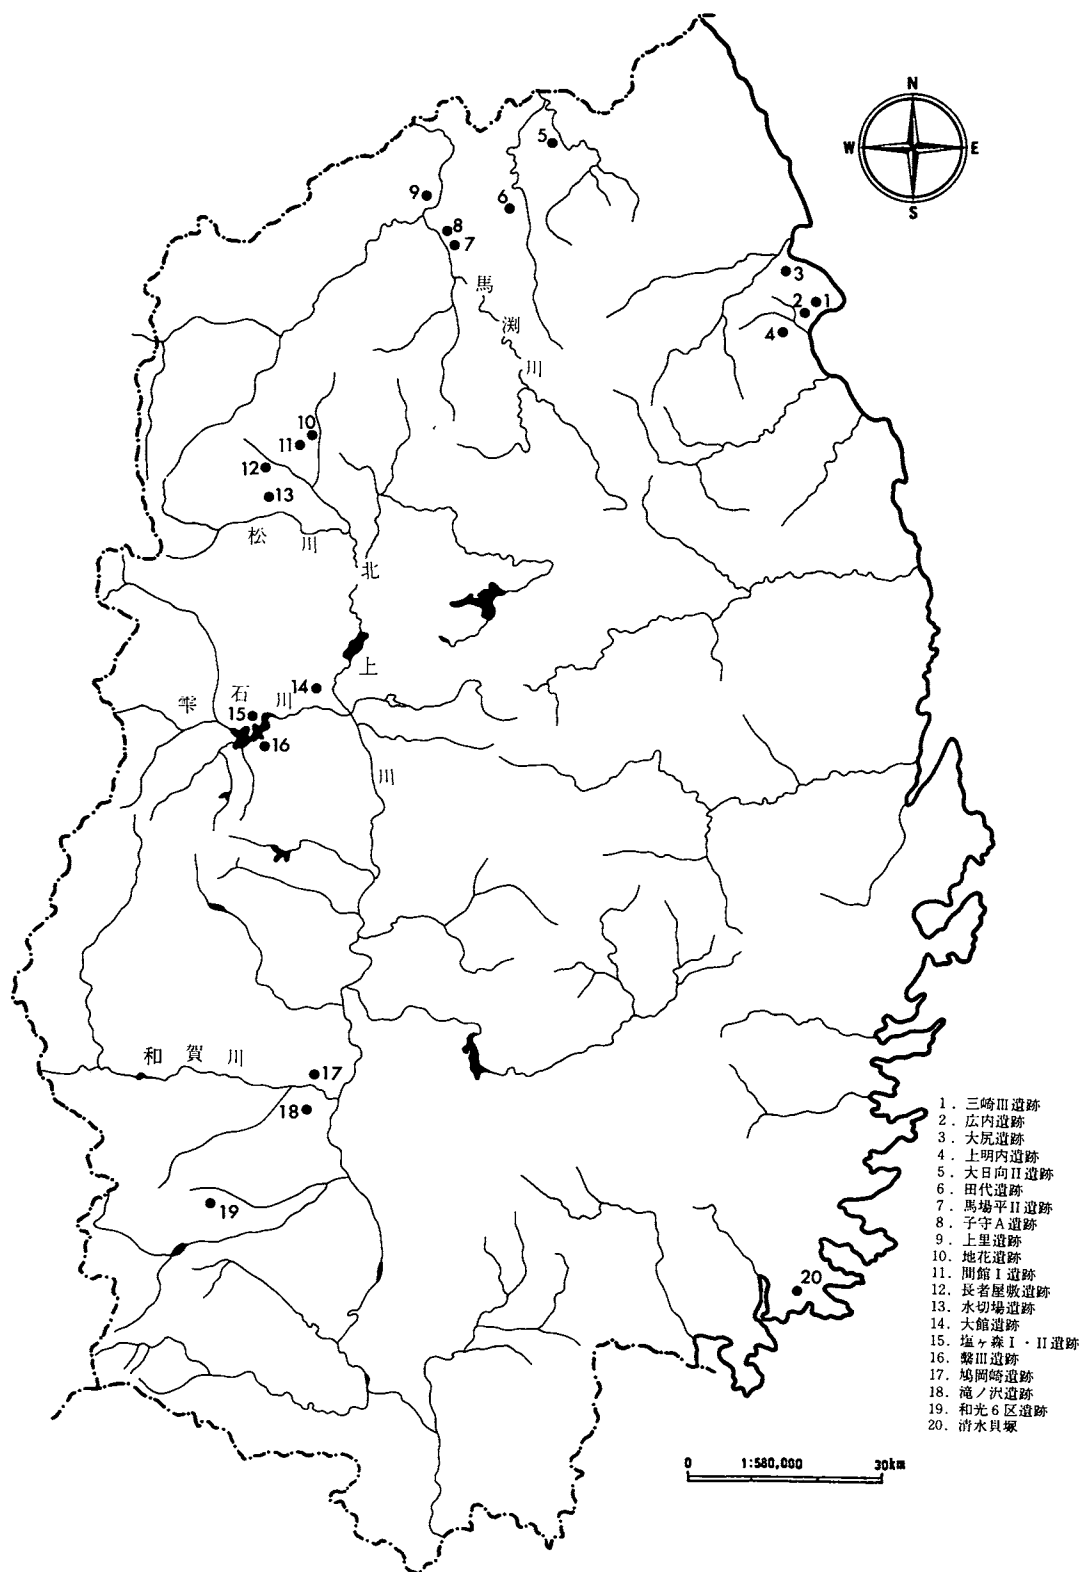 N
W E
S
5
9
6
8
7
馬
渕
川
3
1
2
4
10
11
12
13
松川
北
上
川
14
雫石川
15
16
和賀川
17
18
19
20
1. 三崎III遺跡
2. 広内遺跡
3. 大尻遺跡
4. 上明内遺跡
5. 大日向II遺跡
6. 田代遺跡
7. 馬場平II遺跡
8. 子守A遺跡
9. 上里遺跡
10. 地花遺跡
11. 間館I遺跡
12. 長者屋敷遺跡
13. 水切場遺跡
14. 大館遺跡
15. 塩ヶ森I・II遺跡
16. 繋III遺跡
17. 鳩岡崎遺跡
18. 滝ノ沢遺跡
19. 和光6区遺跡
20. 清水貝塚
0 1:580,000 30km